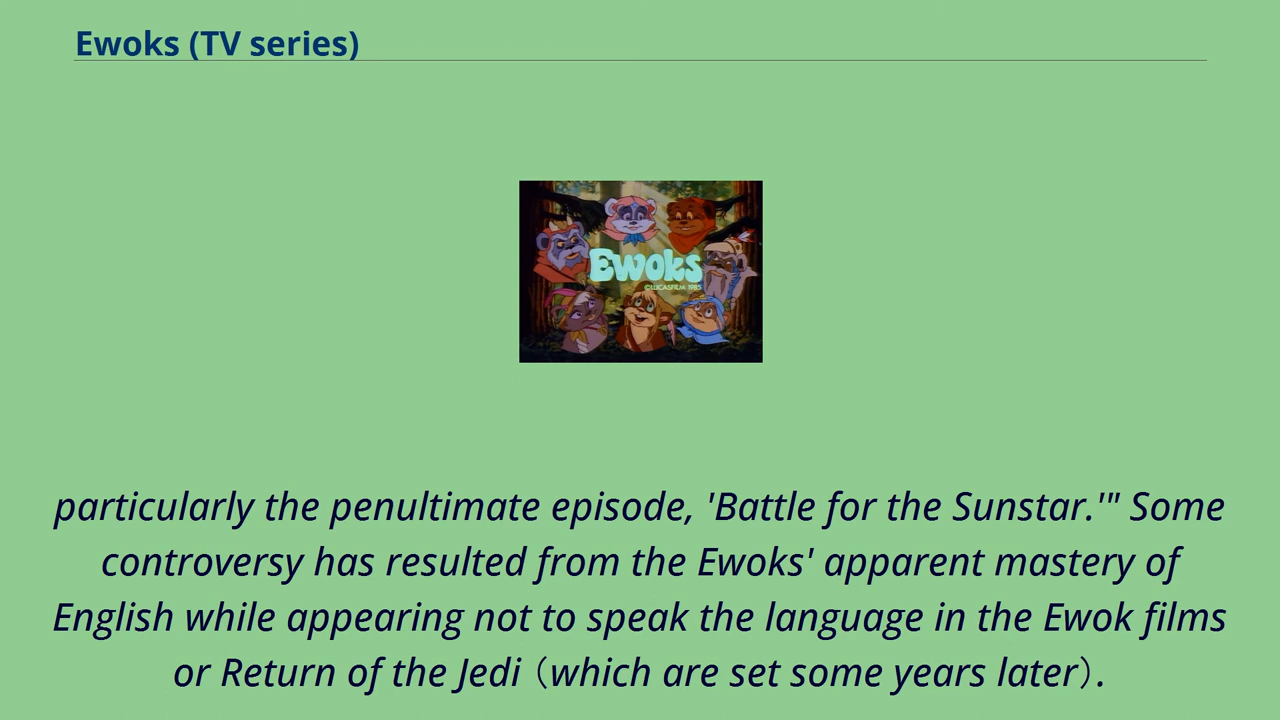 Ewoks (TV series)
Ewoks
©LUCASFILM 1985
particularly the penultimate episode, 'Battle for the Sunstar.'" Some
controversy has resulted from the Ewoks' apparent mastery of
English while appearing not to speak the language in the Ewok films
or Return of the Jedi（which are set some years later）.